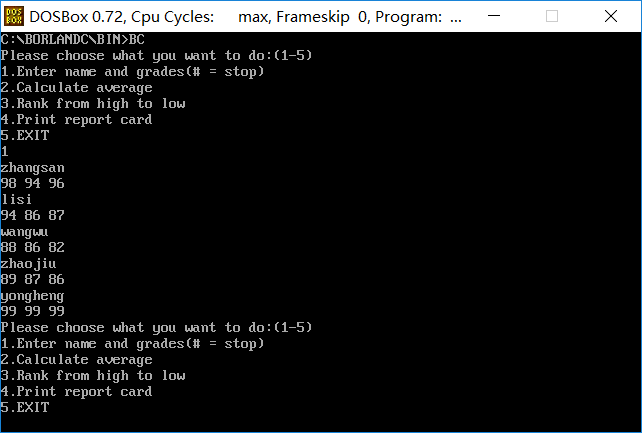 DOS
BOX
DOSBox 0.72, Cpu Cycles: max, Frameskip 0, Program: ...
C:\BORLANDC\BIN>BC
Please choose what you want to do:(1-5)
1.Enter name and grades(# = stop)
2.Calculate average
3.Rank from high to low
4.Print report card
5.EXIT
1
zhangsan
98 94 96
lisi
94 86 87
wangwu
88 86 82
zhaojiu
89 87 86
yongheng
99 99 99
Please choose what you want to do:(1-5)
1.Enter name and grades(# = stop)
2.Calculate average
3.Rank from high to low
4.Print report card
5.EXIT